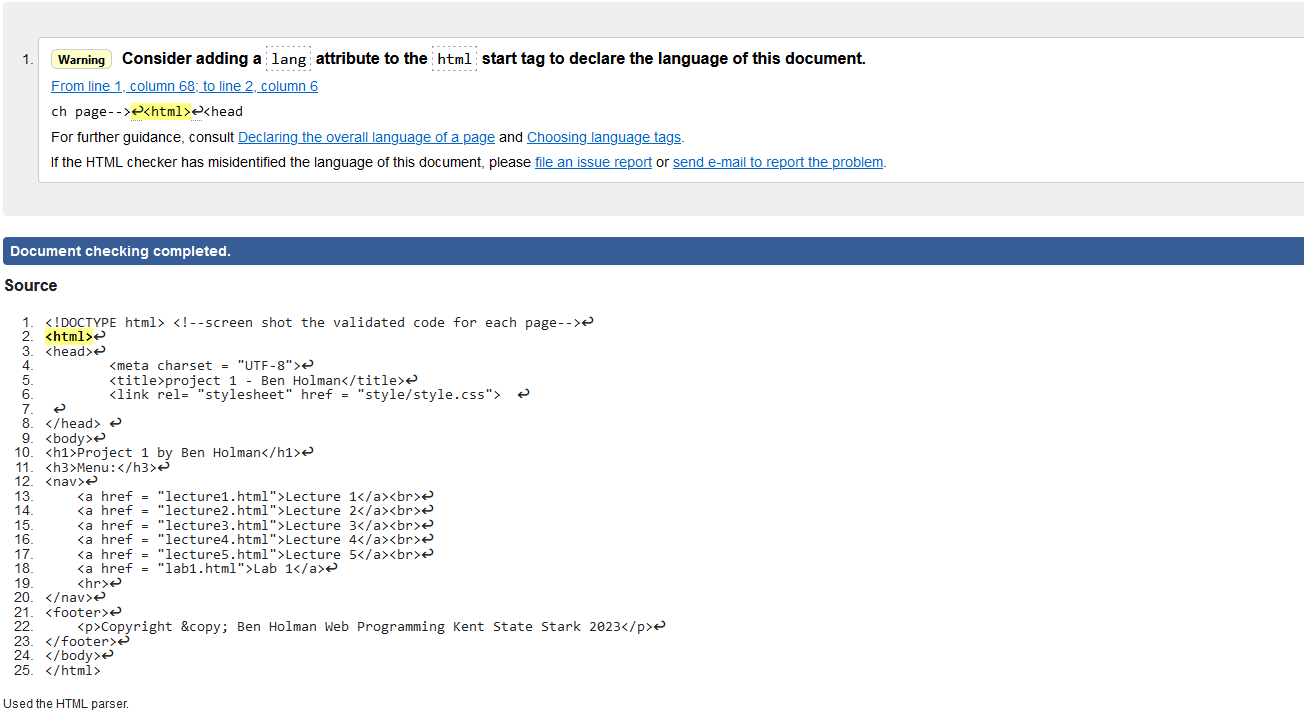 1. Warning Consider adding a lang attribute to the html start tag to declare the language of this document.
From line 1, column 68; to line 2, column 6
ch page-->↩<html>↩<head
For further guidance, consult Declaring the overall language of a page and Choosing language tags.
If the HTML checker has misidentified the language of this document, please file an issue report or send e-mail to report the problem.
Document checking completed.
Source
1. <!DOCTYPE html> <!--screen shot the validated code for each page-->↩
2. <html>↩
3. <head>↩
4.         <meta charset = "UTF-8">↩
5.         <title>project 1 - Ben Holman</title>↩
6.         <link rel= "stylesheet" href = "style/style.css">  ↩
7.  ↩
8. </head> ↩
9. <body>↩
10. <h1>Project 1 by Ben Holman</h1>↩
11. <h3>Menu:</h3>↩
12. <nav>↩
13.     <a href = "lecture1.html">Lecture 1</a><br>↩
14.     <a href = "lecture2.html">Lecture 2</a><br>↩
15.     <a href = "lecture3.html">Lecture 3</a><br>↩
16.     <a href = "lecture4.html">Lecture 4</a><br>↩
17.     <a href = "lecture5.html">Lecture 5</a><br>↩
18.     <a href = "lab1.html">Lab 1</a>↩
19.     <hr>↩
20. </nav>↩
21. <footer>↩
22.     <p>Copyright &copy; Ben Holman Web Programming Kent State Stark 2023</p>↩
23. </footer>↩
24. </body>↩
25. </html>
Used the HTML parser.